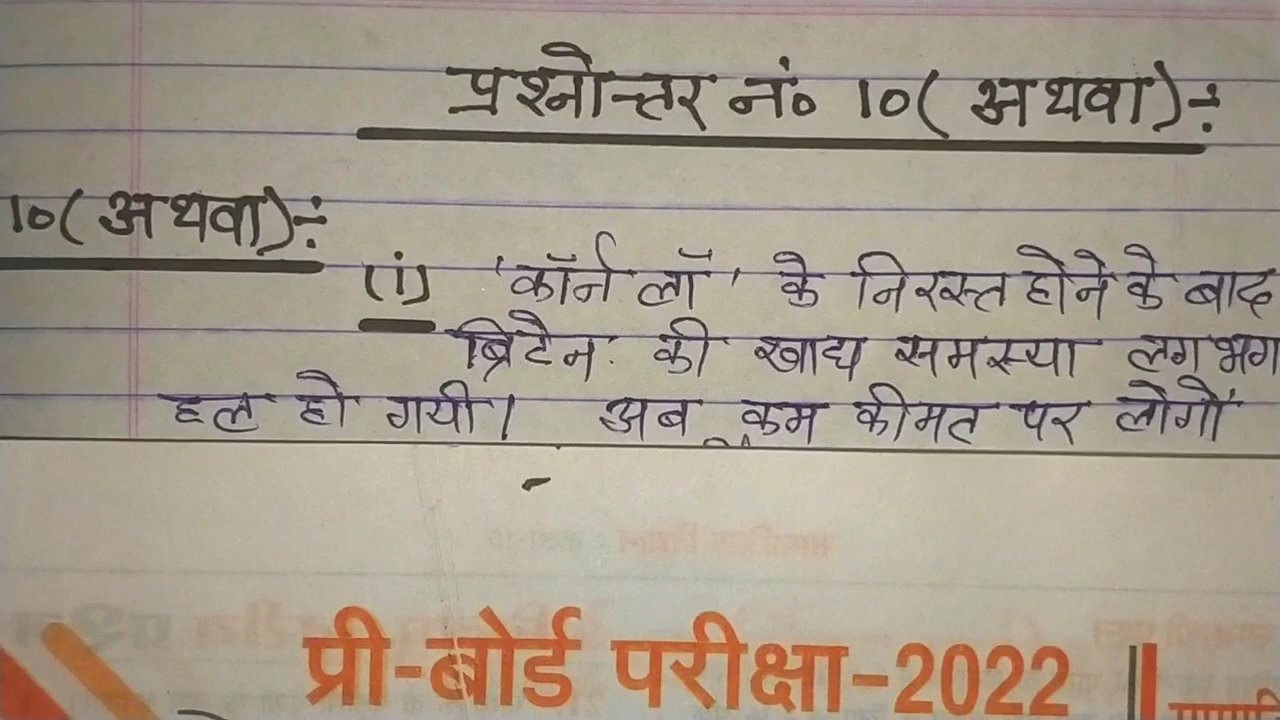 प्रश्नोत्तर नं० 10( अथवा)÷
10( अथवा)÷
(i) 'कॉर्न लॉ' के निरस्त होने के बाद
ब्रिटेन की खाद्य समस्या लगभग
हल हो गयी। अब कम कीमत पर लोगों
प्री-बोर्ड परीक्षा-2022